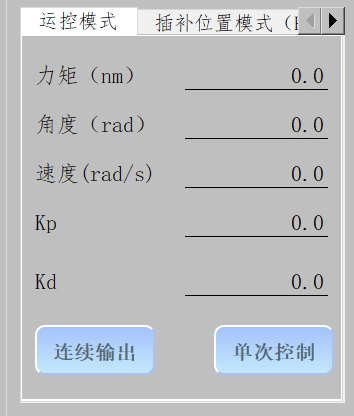 运控模式 插补位置模式（
力矩（nm） 0.0
角度（rad） 0.0
速度(rad/s) 0.0
Kp 0.0
Kd 0.0
连续输出 单次控制